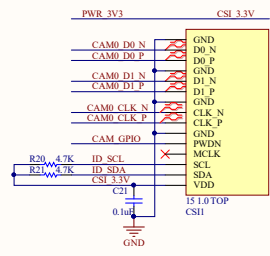 PWR_3V3 CSI_3.3V
GND
CAM0_D0_N D0_N
CAM0_D0_P D0_P
GND
CAM0_D1_N D1_N
CAM0_D1_P D1_P
GND
CAM0_CLK_N CLK_N
CAM0_CLK_P CLK_P
GND
CAM_GPIO PWDN
MCLK
R20 4.7K ID_SCL SCL
R21 4.7K ID_SDA SDA
CSI_3.3V VDD
C21
15 1.0 TOP
0.1uF CSI1
GND